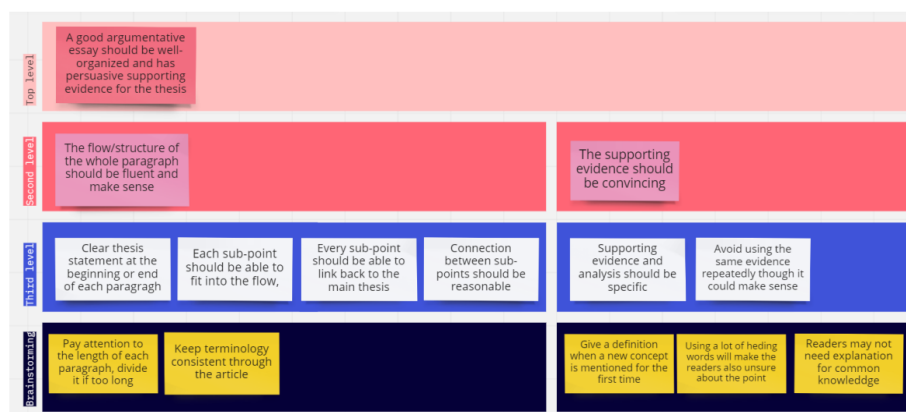 Top level
A good argumentative
essay should be well-
organized and has
persuasive supporting
evidence for the thesis
Second level
The flow/structure of
the whole paragraph
should be fluent and
make sense
The supporting
evidence should
be convincing
Third level
Clear thesis
statement at the
beginning or end
of each paragragh
Each sub-point
should be able to
fit into the flow,
Every sub-point
should be able to
link back to the
main thesis
Connection
between sub-
points should be
reasonable
Supporting
evidence and
analysis should be
specific
Avoid using the
same evidence
repeatedly though it
could make sense
Brainstorming
Pay attention to
the length of each
paragraph, divide
it if too long
Keep terminology
consistent through
the article
Give a definition
when a new concept
is mentioned for the
first time
Using a lot of heding
words will make the
readers also unsure
about the point
Readers may not
need explanation
for common
knowleddge